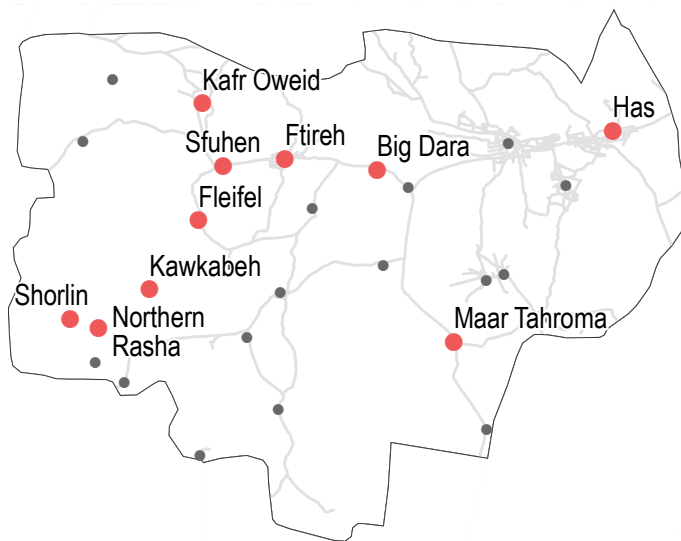 Kafr Oweid
Has
Sfuhen
Ftireh
Big Dara
Fleifel
Kawkabeh
Shorlin
Northern
Rasha
Maar Tahroma